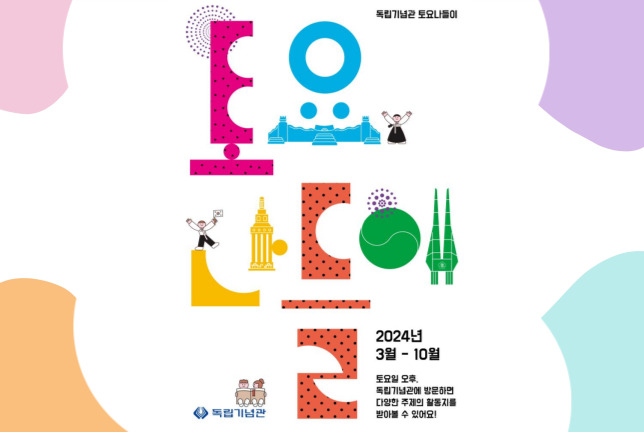 독립기념관 토요나들이
토요
나들이
2024년
3월 - 10월
토요일 오후,
독립기념관에 방문하면
다양한 주제의 활동지를
받아볼 수 있어요!
독립기념관